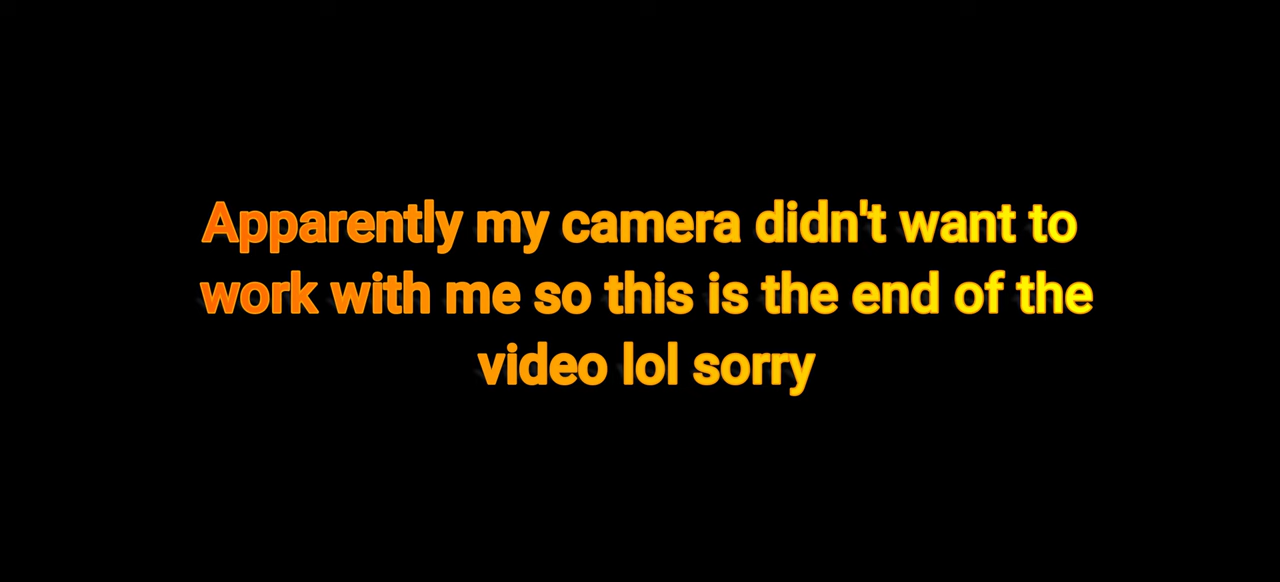 Apparently my camera didn't want to
work with me so this is the end of the
video lol sorry